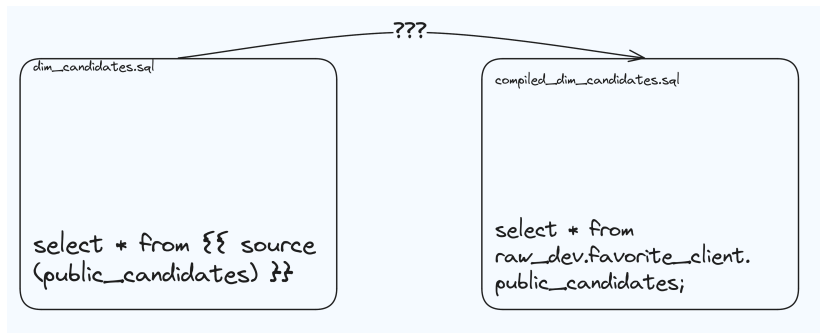 ???
dim_candidates.sql
select * from {{ source
(public_candidates) }}
compiled_dim_candidates.sql
select * from
raw_dev.favorite_client.
public_candidates;